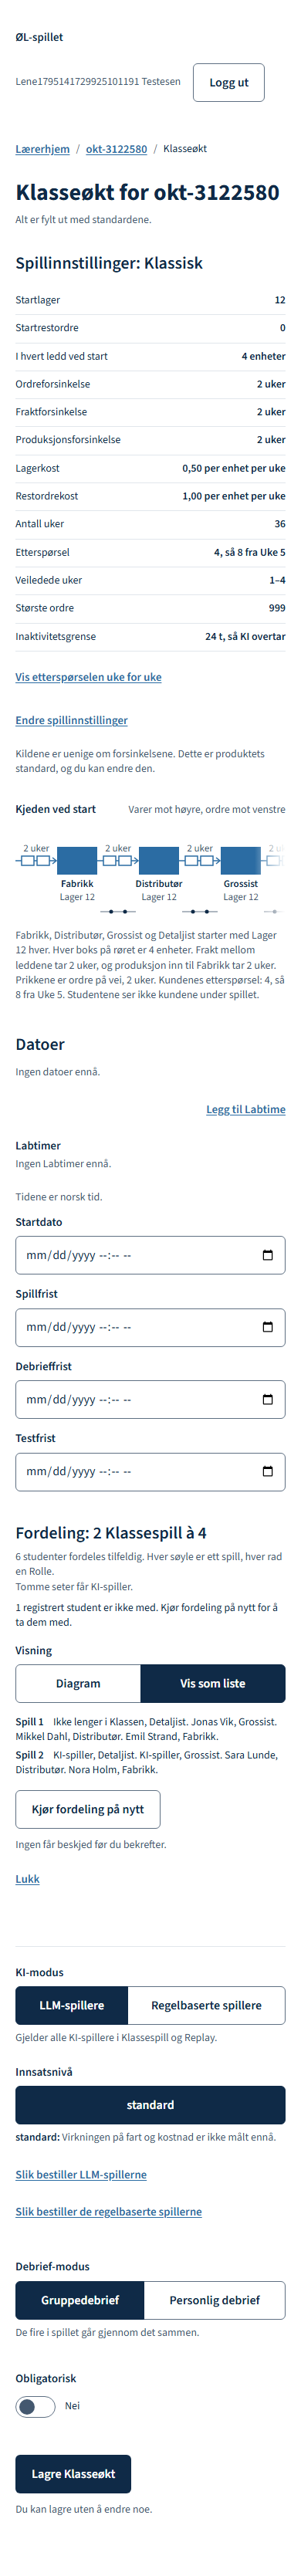 ØL-spillet
Lene1795141729925101191 Testesen
Logg ut
Lærerhjem / okt-3122580 / Klasseøkt
Klasseøkt for okt-3122580
Alt er fylt ut med standardene.
Spillinnstillinger: Klassisk
Startlager 12
Startrestordre 0
I hvert ledd ved start 4 enheter
Ordreforsinkelse 2 uker
Fraktforsinkelse 2 uker
Produksjonsforsinkelse 2 uker
Lagerkost 0,50 per enhet per uke
Restordrekost 1,00 per enhet per uke
Antall uker 36
Etterspørsel 4, så 8 fra Uke 5
Veiledede uker 1–4
Største ordre 999
Inaktivitetsgrense 24 t, så KI overtar
Vis etterspørselen uke for uke
Endre spillinnstillinger
Kildene er uenige om forsinkelsene. Dette er produktets
standard, og du kan endre den.
Kjeden ved start Varer mot høyre, ordre mot venstre
2 uker 2 uker 2 uker
Fabrikk Distributør Grossist
Lager 12 Lager 12 Lager 12
Fabrikk, Distributør, Grossist og Detaljist starter med Lager
12 hver. Hver boks på røret er 4 enheter. Frakt mellom
leddene tar 2 uker, og produksjon inn til Fabrikk tar 2 uker.
Prikkene er ordre på vei, 2 uker. Kundenes etterspørsel: 4, så
8 fra Uke 5. Studentene ser ikke kundene under spillet.
Datoer
Ingen datoer ennå.
Legg til Labtime
Labtimer
Ingen Labtimer ennå.
Tidene er norsk tid.
Startdato
mm/dd/yyyy --:-- --
Spillfrist
mm/dd/yyyy --:-- --
Debrieffrist
mm/dd/yyyy --:-- --
Testfrist
mm/dd/yyyy --:-- --
Fordeling: 2 Klassespill à 4
6 studenter fordeles tilfeldig. Hver søyle er ett spill, hver rad
en Rolle.
Tomme seter får KI-spiller.
1 registrert student er ikke med. Kjør fordeling på nytt for å
ta dem med.
Visning
Diagram Vis som liste
Spill 1 Ikke lenger i Klassen, Detaljist. Jonas Vik, Grossist.
Mikkel Dahl, Distributør. Emil Strand, Fabrikk.
Spill 2 KI-spiller, Detaljist. KI-spiller, Grossist. Sara Lunde,
Distributør. Nora Holm, Fabrikk.
Kjør fordeling på nytt
Ingen får beskjed før du bekrefter.
Lukk
KI-modus
LLM-spillere Regelbaserte spillere
Gjelder alle KI-spillere i Klassespill og Replay.
Innsatsnivå
standard
standard: Virkningen på fart og kostnad er ikke målt ennå.
Slik bestiller LLM-spillerne
Slik bestiller de regelbaserte spillerne
Debrief-modus
Gruppedebrief Personlig debrief
De fire i spillet går gjennom det sammen.
Obligatorisk
Nei
Lagre Klasseøkt
Du kan lagre uten å endre noe.